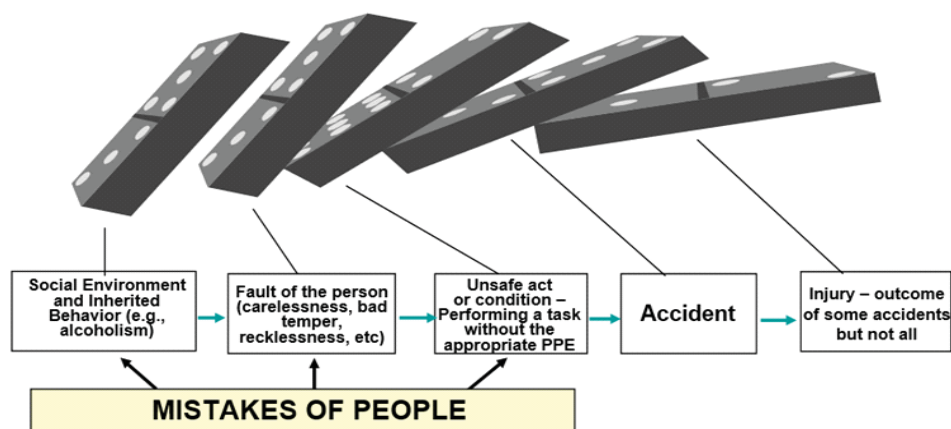 Social Environment
and Inherited
Behavior (e.g.,
alcoholism)
Fault of the person
(carelessness, bad
temper,
recklessness, etc)
Unsafe act
or condition –
Performing a task
without the
appropriate PPE
Accident
Injury – outcome
of some accidents
but not all
MISTAKES OF PEOPLE